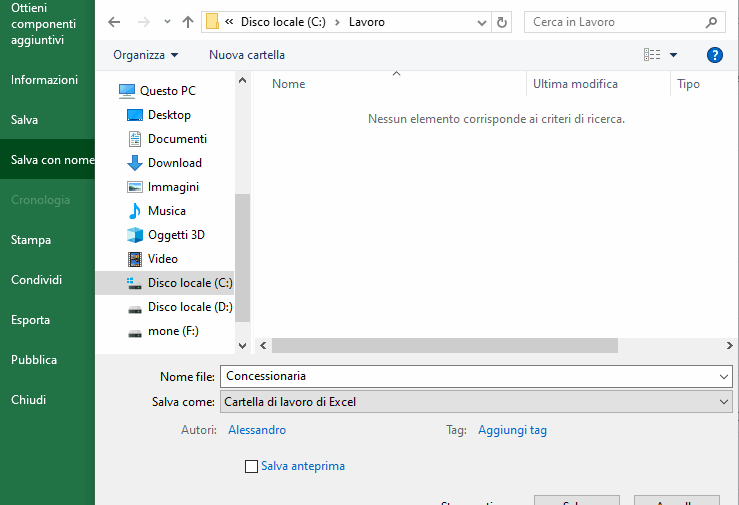 Ottieni
componenti
aggiuntivi
Informazioni
Salva
Salva con nome
Cronologia
Stampa
Condividi
Esporta
Pubblica
Chiudi
« Disco locale (C:) › Lavoro
Cerca in Lavoro
Organizza
Nuova cartella
?
Questo PC
Desktop
Documenti
Download
Immagini
Musica
Oggetti 3D
Video
Disco locale (C:)
Disco locale (D:)
mone (F:)
Nome
Ultima modifica
Tipo
Nessun elemento corrisponde ai criteri di ricerca.
Nome file: Concessionaria
Salva come: Cartella di lavoro di Excel
Autori: Alessandro
Tag: Aggiungi tag
Salva anteprima